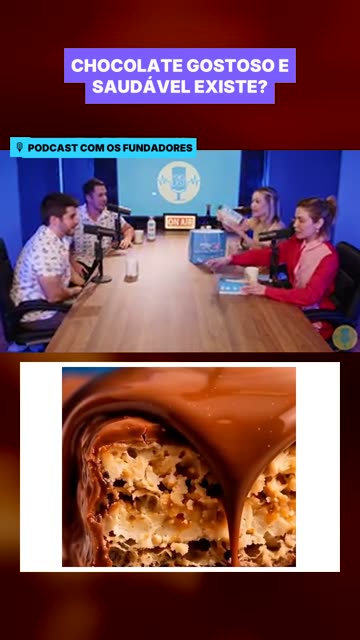 CHOCOLATE GOSTOSO E
SAUDÁVEL EXISTE?
🎙 PODCAST COM OS FUNDADORES
ON AIR